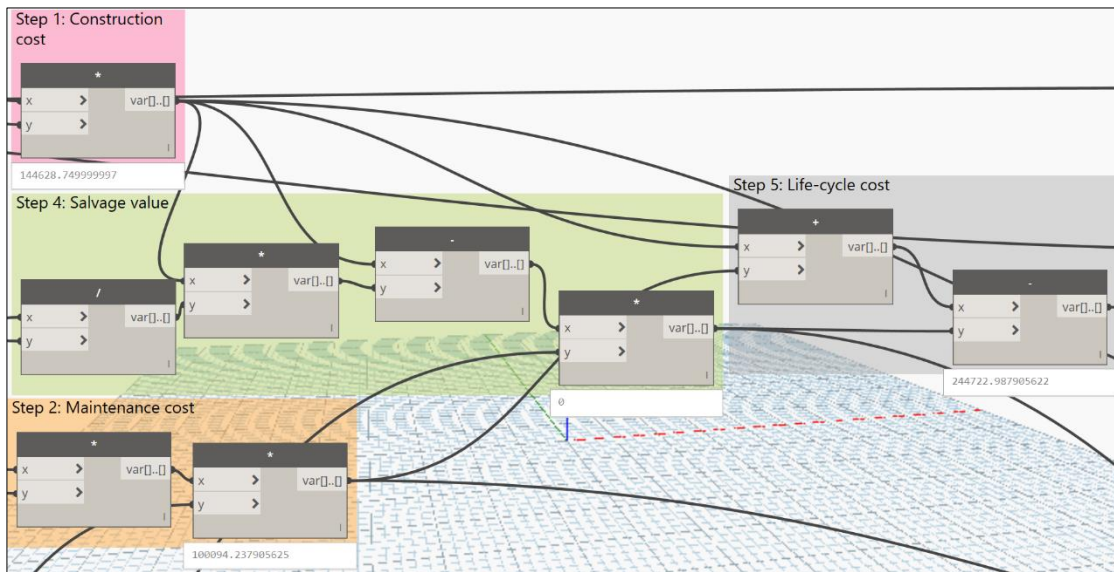 Step 1: Construction
cost
*
x > var[]..[]
y >
l
144628.749999997
Step 4: Salvage value
/
x > var[]..[]
y >
l
*
x > var[]..[]
y >
l
-
x > var[]..[]
y >
l
*
x > var[]..[]
y >
l
0
Step 5: Life-cycle cost
+
x > var[]..[]
y >
l
-
x > var[]..[]
y >
l
244722.987905622
Step 2: Maintenance cost
*
x > var[]..[]
y >
l
*
x > var[]..[]
y >
l
100094.237905625